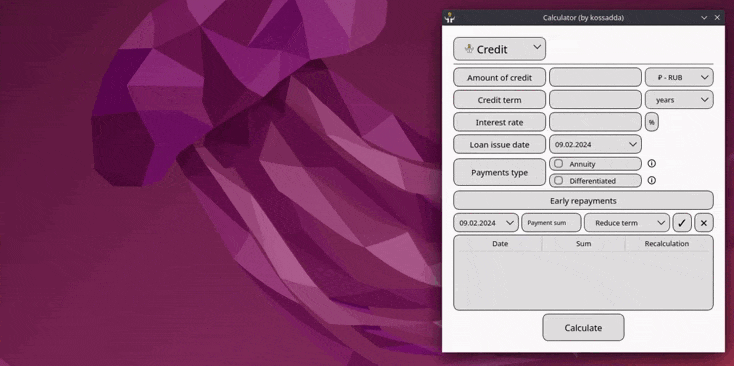 Calculator (by kossadda)
Credit
Amount of credit ₽ - RUB
Credit term years
Interest rate %
Loan issue date 09.02.2024
Payments type
Annuity
Differentiated
Early repayments
09.02.2024 Payment sum Reduce term
Date Sum Recalculation
Calculate